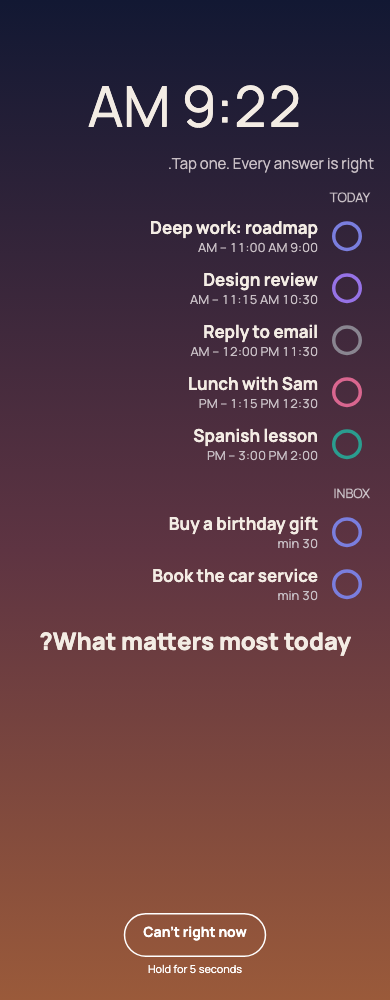 AM 9:22
.Tap one. Every answer is right
TODAY
Deep work: roadmap
AM – 11:00 AM 9:00
Design review
AM – 11:15 AM 10:30
Reply to email
AM – 12:00 PM 11:30
Lunch with Sam
PM – 1:15 PM 12:30
Spanish lesson
PM – 3:00 PM 2:00
INBOX
Buy a birthday gift
min 30
Book the car service
min 30
?What matters most today
Can't right now
Hold for 5 seconds